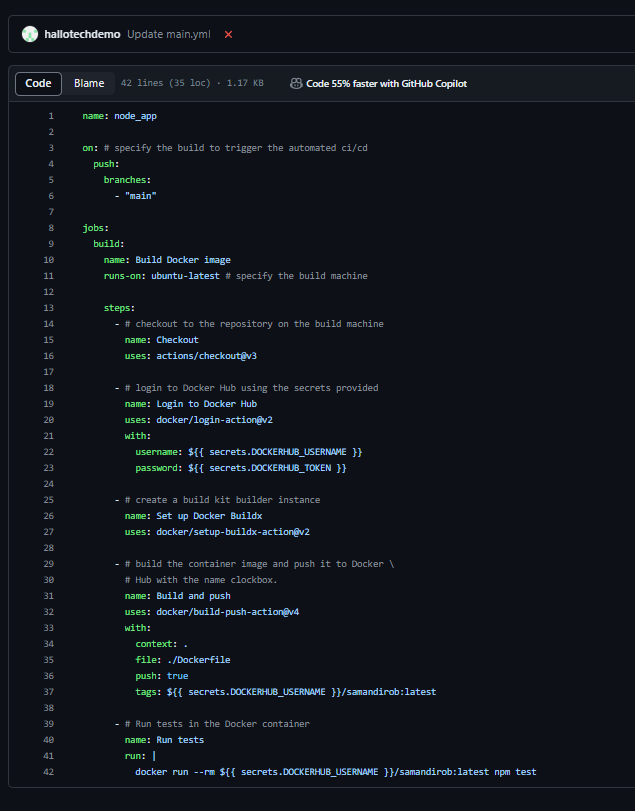 hallotechdemo Update main.yml
Code Blame 42 lines (35 loc) · 1.17 KB Code 55% faster with GitHub Copilot
1 name: node_app
2
3 on: # specify the build to trigger the automated ci/cd
4 push:
5 branches:
6 - "main"
7
8 jobs:
9 build:
10 name: Build Docker image
11 runs-on: ubuntu-latest # specify the build machine
12
13 steps:
14 - # checkout to the repository on the build machine
15 name: Checkout
16 uses: actions/checkout@v3
17
18 - # login to Docker Hub using the secrets provided
19 name: Login to Docker Hub
20 uses: docker/login-action@v2
21 with:
22 username: ${{ secrets.DOCKERHUB_USERNAME }}
23 password: ${{ secrets.DOCKERHUB_TOKEN }}
24
25 - # create a build kit builder instance
26 name: Set up Docker Buildx
27 uses: docker/setup-buildx-action@v2
28
29 - # build the container image and push it to Docker \
30 # Hub with the name clockbox.
31 name: Build and push
32 uses: docker/build-push-action@v4
33 with:
34 context: .
35 file: ./Dockerfile
36 push: true
37 tags: ${{ secrets.DOCKERHUB_USERNAME }}/samandirob:latest
38
39 - # Run tests in the Docker container
40 name: Run tests
41 run: |
42 docker run --rm ${{ secrets.DOCKERHUB_USERNAME }}/samandirob:latest npm test